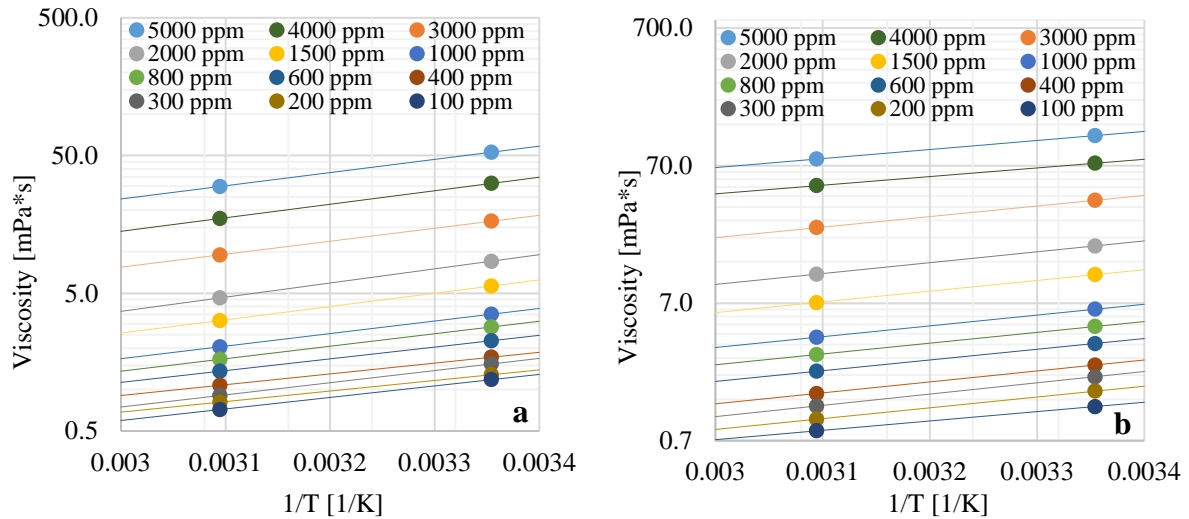 500.0
50.0
5.0
0.5
Viscosity [mPa*s]
5000 ppm 4000 ppm 3000 ppm
2000 ppm 1500 ppm 1000 ppm
800 ppm 600 ppm 400 ppm
300 ppm 200 ppm 100 ppm
a
0.003 0.0031 0.0032 0.0033 0.0034
1/T [1/K]
700.0
70.0
7.0
0.7
Viscosity [mPa*s]
5000 ppm 4000 ppm 3000 ppm
2000 ppm 1500 ppm 1000 ppm
800 ppm 600 ppm 400 ppm
300 ppm 200 ppm 100 ppm
b
0.003 0.0031 0.0032 0.0033 0.0034
1/T [1/K]